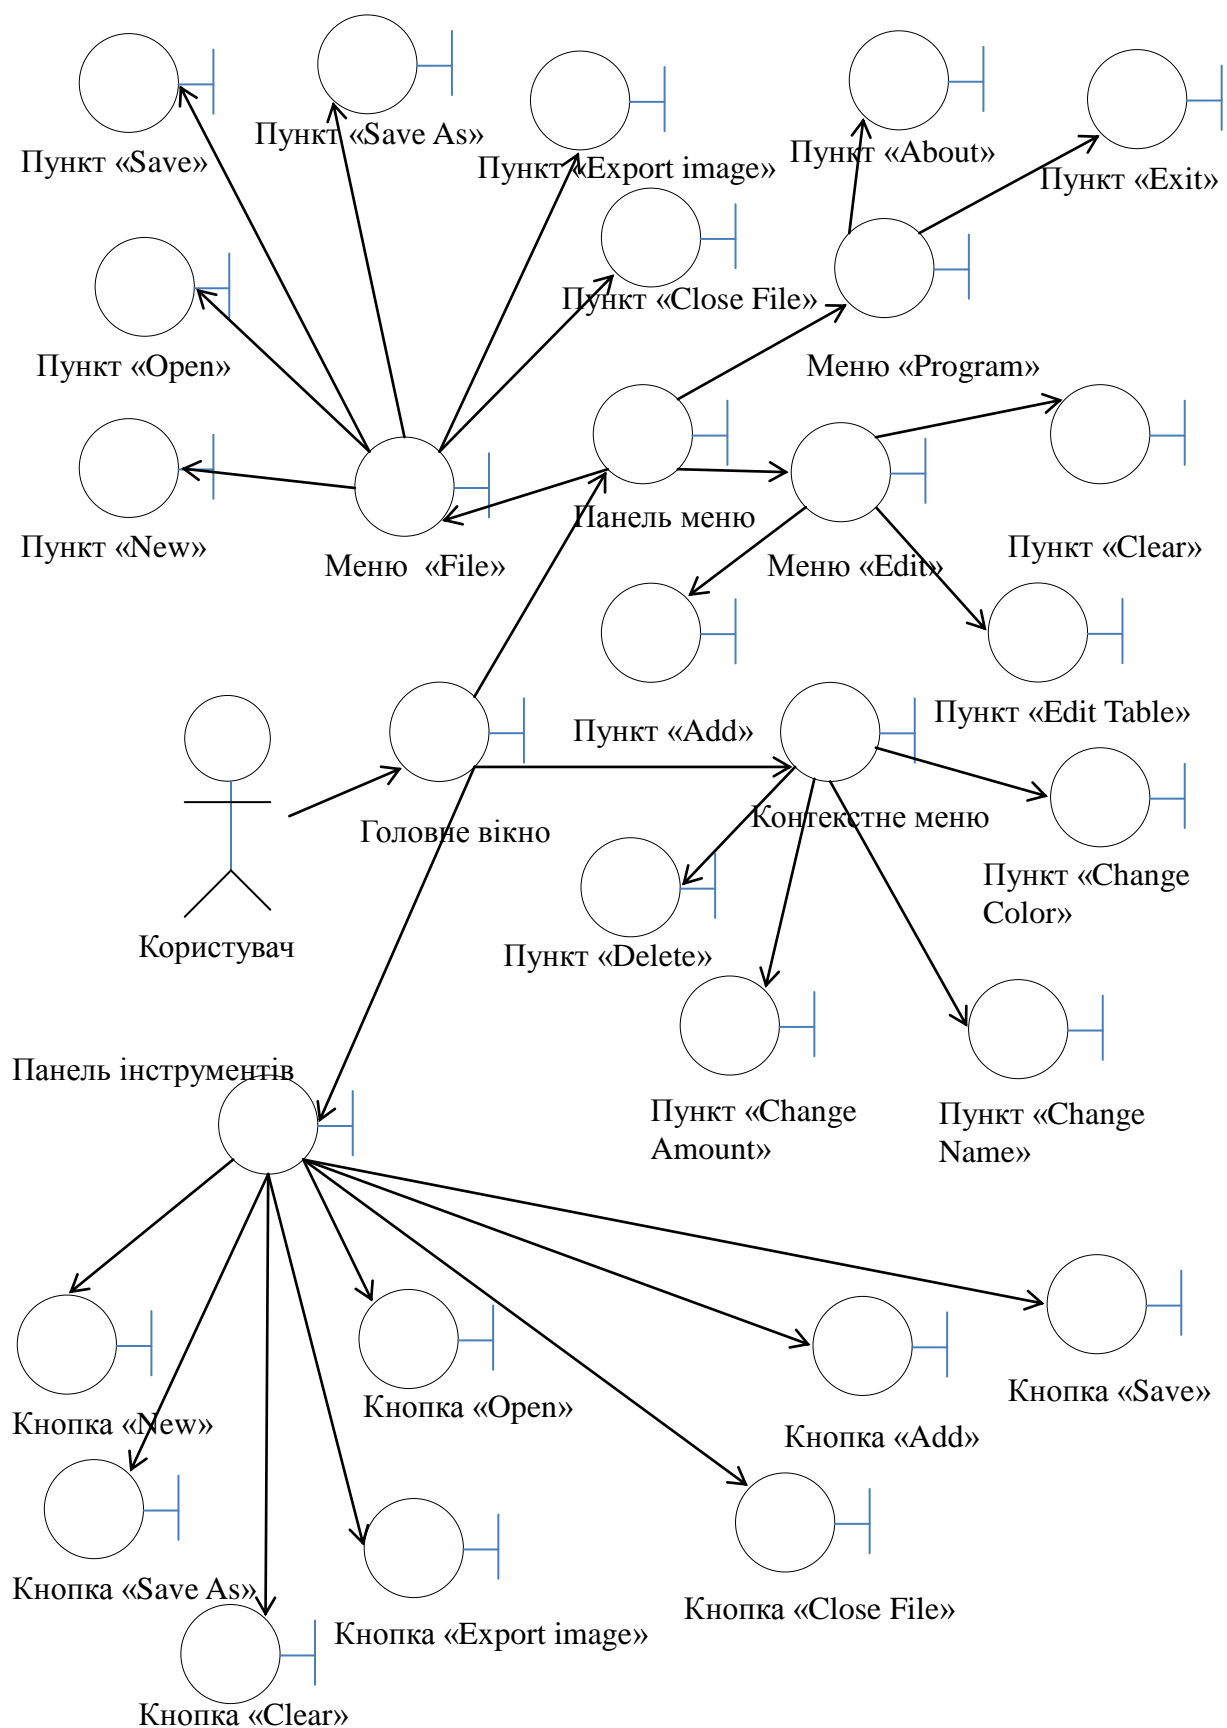 Пункт «Save As»
Пункт «Save»
Пункт «Export image»
Пункт «About»
Пункт «Exit»
Пункт «Close File»
Пункт «Open»
Меню «Program»
Панель меню
Пункт «New»
Меню «File»
Меню «Edit»
Пункт «Clear»
Пункт «Add»
Пункт «Edit Table»
Головне вікно
Контекстне меню
Пункт «Change
Color»
Користувач
Пункт «Delete»
Панель інструментів
Пункт «Change
Amount»
Пункт «Change
Name»
Кнопка «New»
Кнопка «Open»
Кнопка «Add»
Кнопка «Save»
Кнопка «Save As»
Кнопка «Export image»
Кнопка «Close File»
Кнопка «Clear»